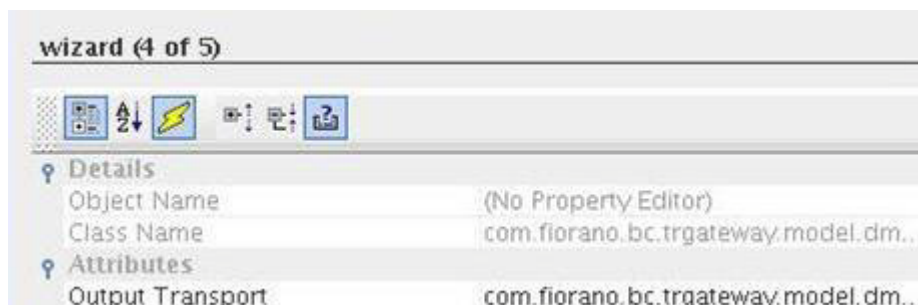 wizard (4 of 5)
Details
Object Name (No Property Editor)
Class Name com.fiorano.bc.trgateway.model.dm..
Attributes
Output Transport com.fiorano.bc.trgateway.model.dm..